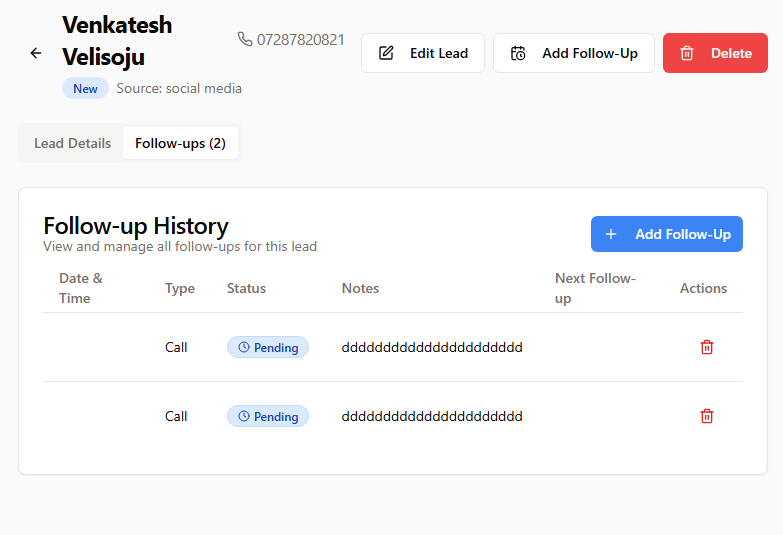 Venkatesh
Velisoju
07287820821
Edit Lead
Add Follow-Up
Delete
New
Source: social media
Lead Details
Follow-ups (2)
Follow-up History
View and manage all follow-ups for this lead
Add Follow-Up
Date &
Time
Type
Status
Notes
Next Follow-
up
Actions
Call
Pending
dddddddddddddddddddddd
Call
Pending
dddddddddddddddddddddd